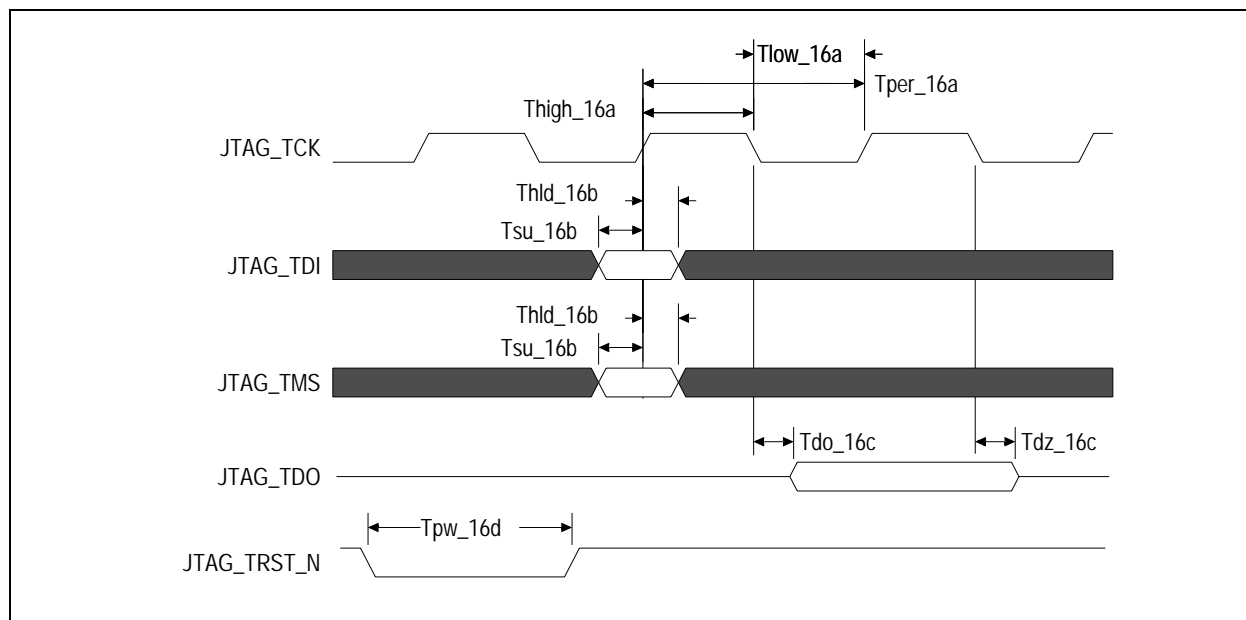 Tlow_16a
Tper_16a
Thigh_16a
JTAG_TCK
Thld_16b
Tsu_16b
JTAG_TDI
Thld_16b
Tsu_16b
JTAG_TMS
Tdo_16c
Tdz_16c
JTAG_TDO
Tpw_16d
JTAG_TRST_N